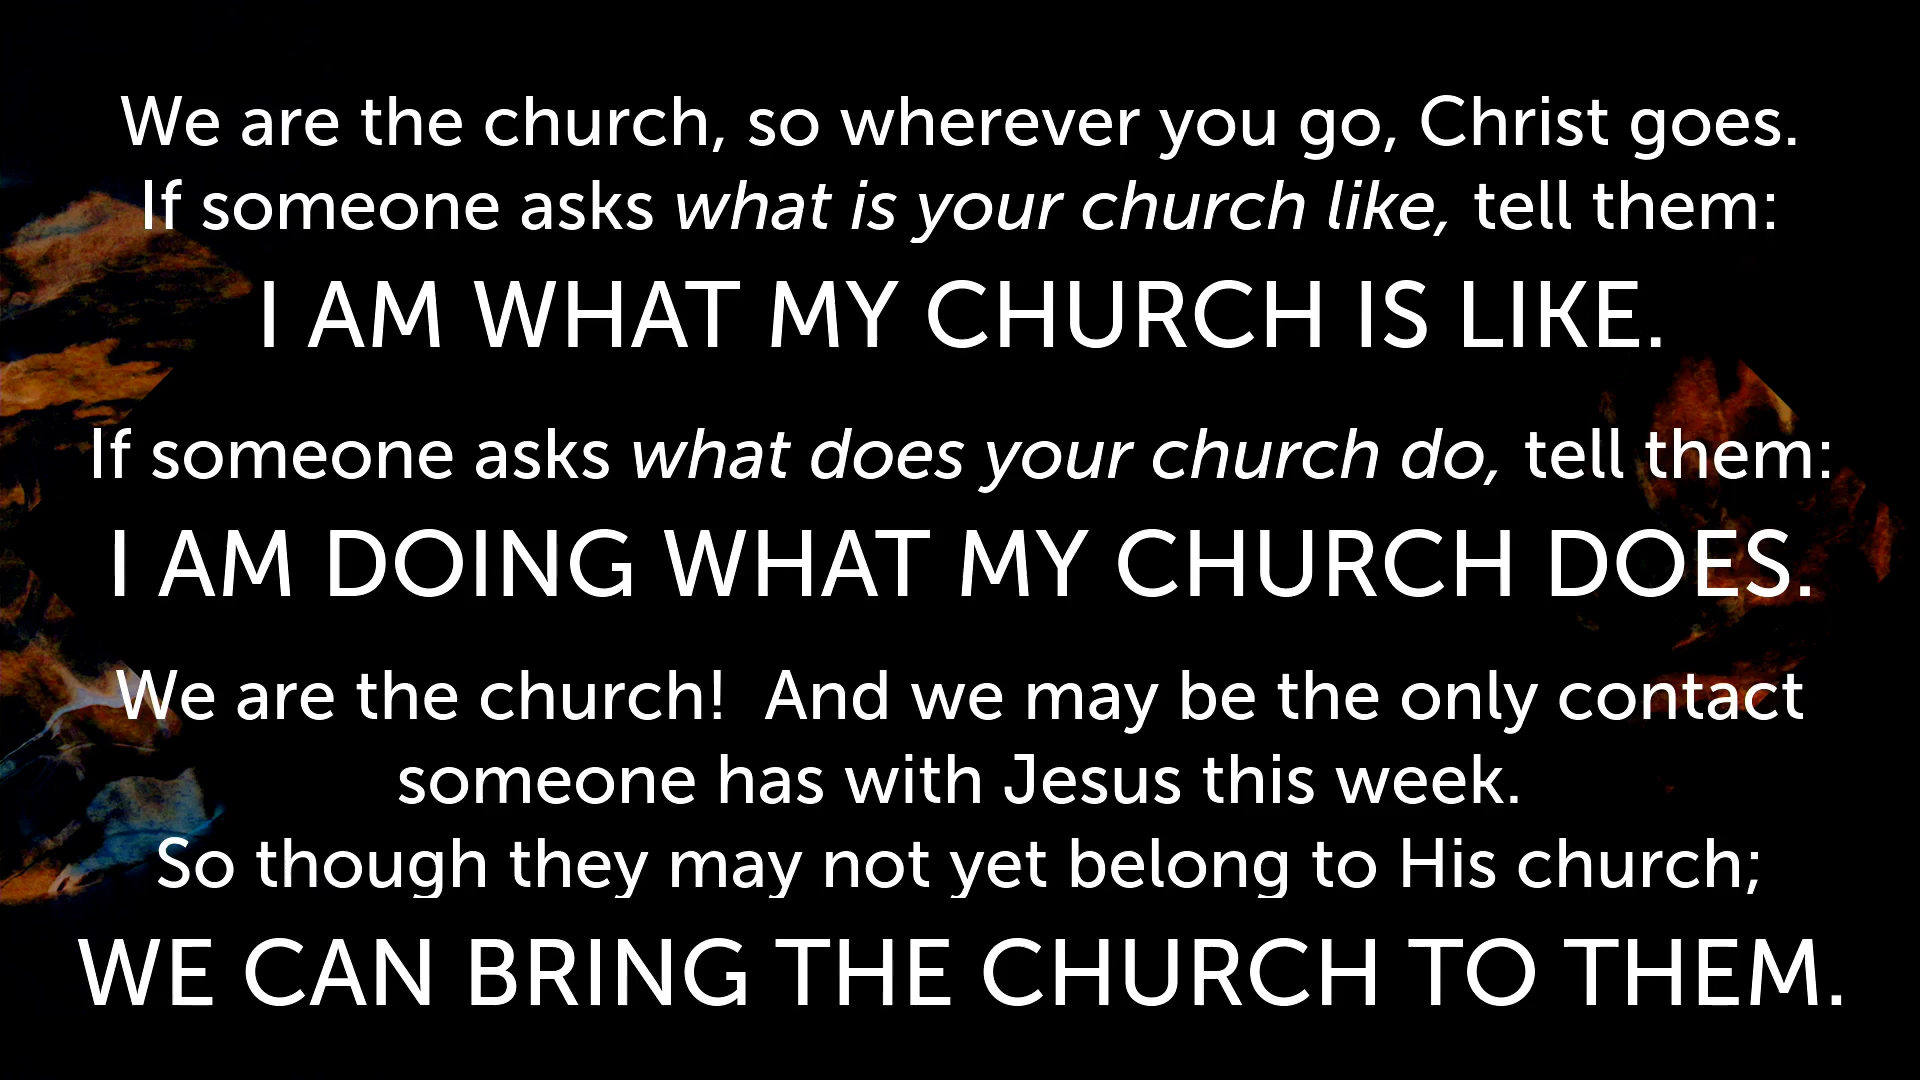 We are the church, so wherever you go, Christ goes.
If someone asks what is your church like, tell them:
I AM WHAT MY CHURCH IS LIKE.
If someone asks what does your church do, tell them:
I AM DOING WHAT MY CHURCH DOES.
We are the church!  And we may be the only contact
someone has with Jesus this week.
So though they may not yet belong to His church;
WE CAN BRING THE CHURCH TO THEM.